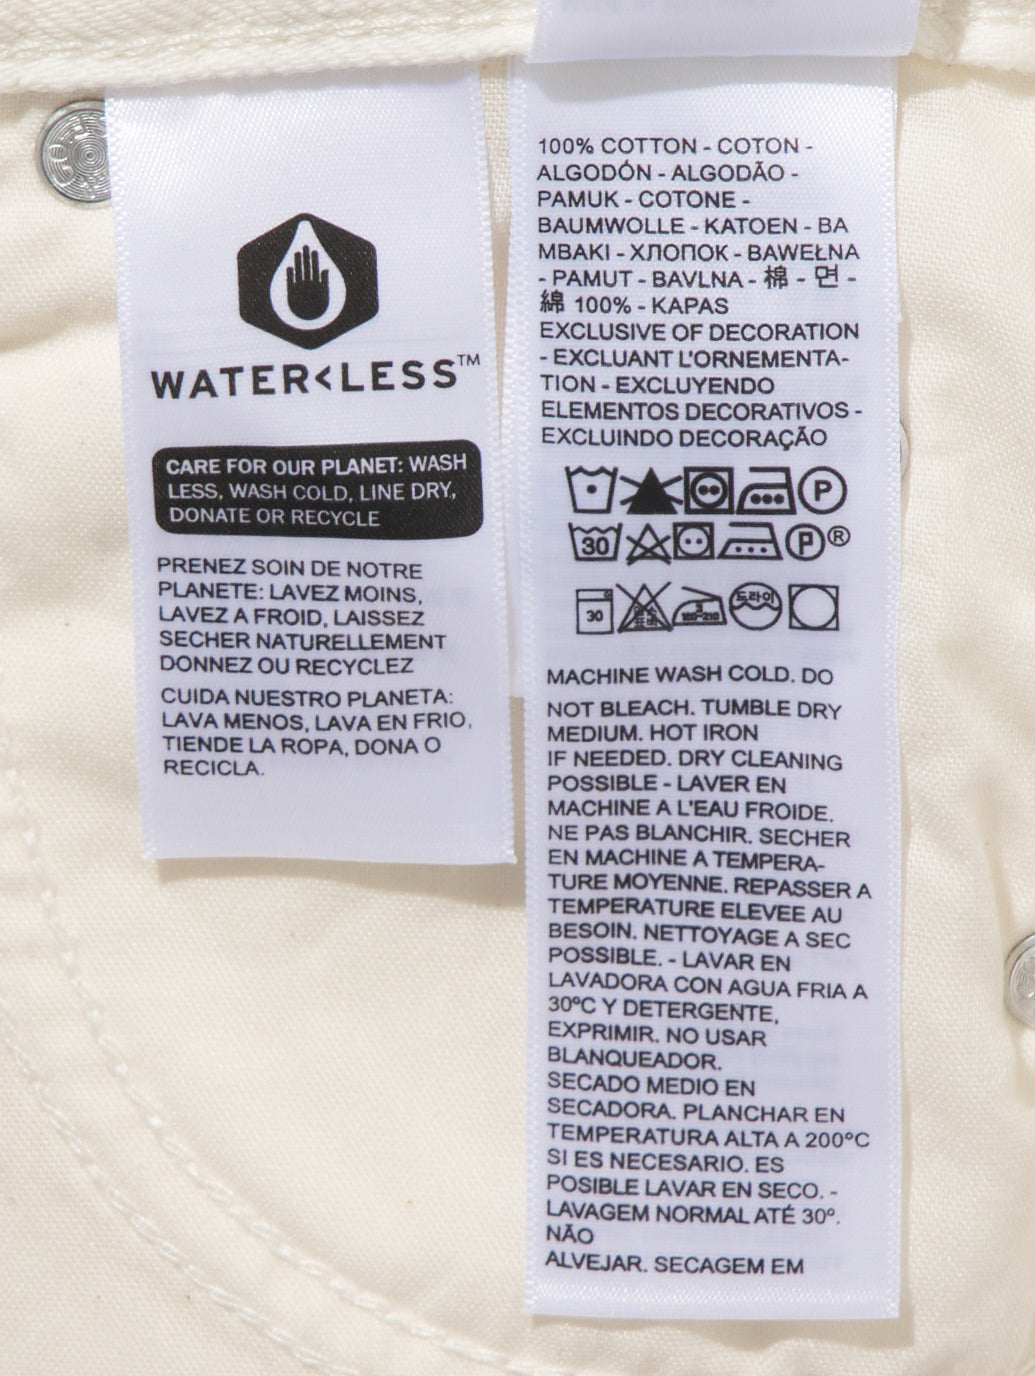 WATER<LESS™
CARE FOR OUR PLANET: WASH
LESS, WASH COLD, LINE DRY,
DONATE OR RECYCLE
PRENEZ SOIN DE NOTRE
PLANETE: LAVEZ MOINS,
LAVEZ A FROID, LAISSEZ
SECHER NATURELLEMENT
DONNEZ OU RECYCLEZ
CUIDA NUESTRO PLANETA:
LAVA MENOS, LAVA EN FRIO,
TIENDE LA ROPA, DONA O
RECICLA.
100% COTTON - COTON -
ALGODÓN - ALGODÃO -
PAMUK - COTONE -
BAUMWOLLE - KATOEN - BA
MBAKI - ХЛОПОК - BAWEŁNA
- PAMUT - BAVLNA - 棉 - 면 -
綿 100% - KAPAS
EXCLUSIVE OF DECORATION
- EXCLUANT L'ORNEMENTA-
TION - EXCLUYENDO
ELEMENTOS DECORATIVOS -
EXCLUINDO DECORAÇÃO
P
30 P ®
30 3 180-210 드라이
MACHINE WASH COLD. DO
NOT BLEACH. TUMBLE DRY
MEDIUM. HOT IRON
IF NEEDED. DRY CLEANING
POSSIBLE - LAVER EN
MACHINE A L'EAU FROIDE.
NE PAS BLANCHIR. SECHER
EN MACHINE A TEMPERA-
TURE MOYENNE. REPASSER A
TEMPERATURE ELEVEE AU
BESOIN. NETTOYAGE A SEC
POSSIBLE. - LAVAR EN
LAVADORA CON AGUA FRIA A
30ºC Y DETERGENTE,
EXPRIMIR. NO USAR
BLANQUEADOR.
SECADO MEDIO EN
SECADORA. PLANCHAR EN
TEMPERATURA ALTA A 200ºC
SI ES NECESARIO. ES
POSIBLE LAVAR EN SECO. -
LAVAGEM NORMAL ATÉ 30º.
NÃO
ALVEJAR. SECAGEM EM